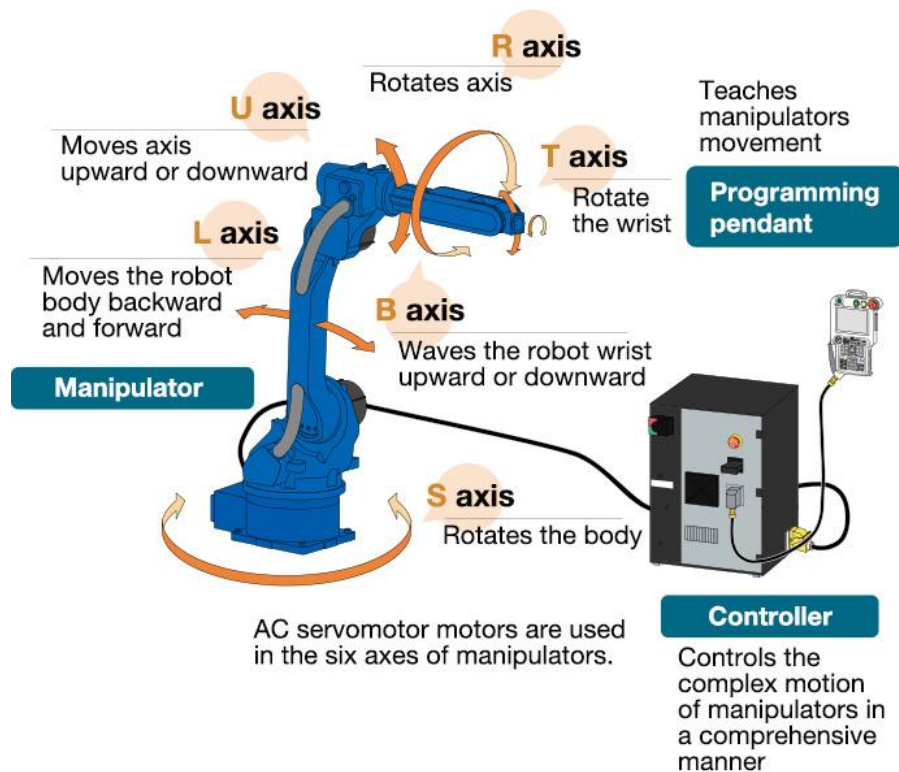 R axis
Rotates axis
U axis
Moves axis
upward or downward
Teaches
manipulators
movement
Programming
pendant
T axis
Rotate
the wrist
L axis
Moves the robot
body backward
and forward
B axis
Waves the robot wrist
upward or downward
Manipulator
S axis
Rotates the body
AC servomotor motors are used
in the six axes of manipulators.
Controller
Controls the
complex motion
of manipulators in
a comprehensive
manner